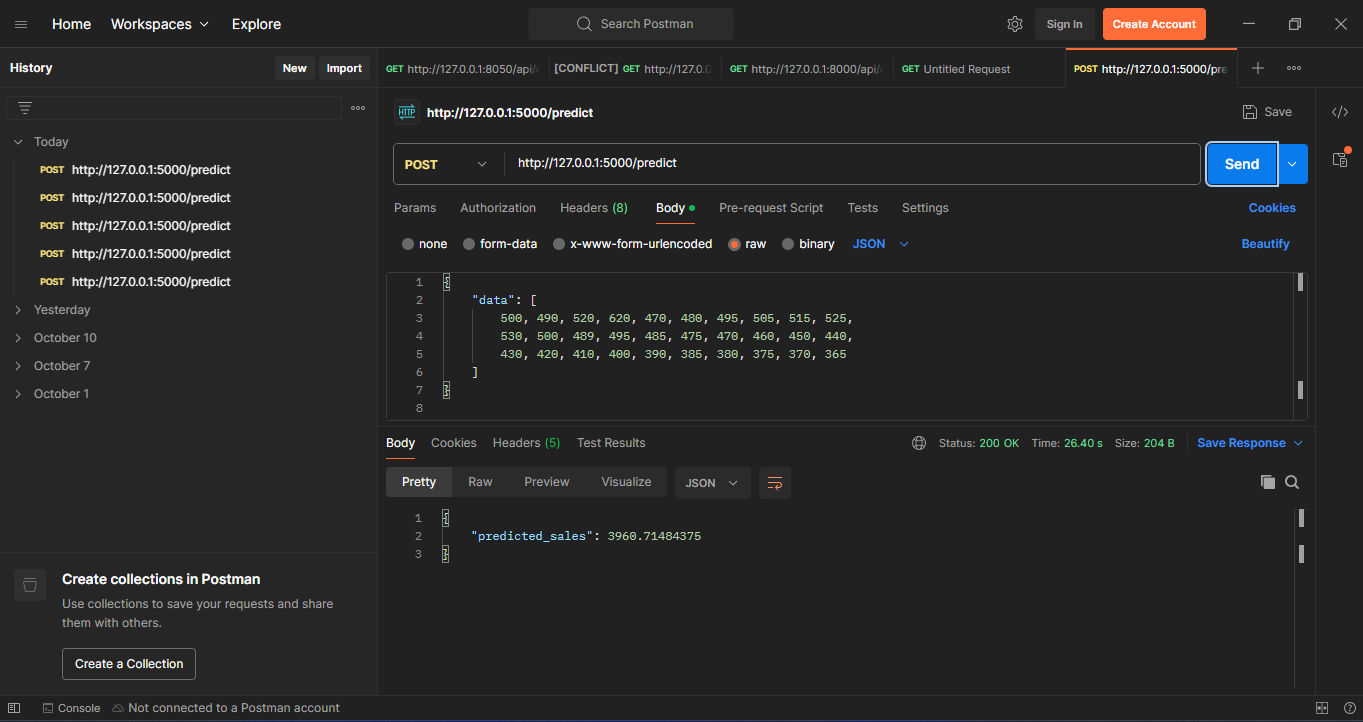 Home Workspaces Explore Search Postman Sign In Create Account
History New Import
GET http://127.0.0.1:8050/api/ [CONFLICT] GET http://127.0.0 GET http://127.0.0.1:8000/api/ GET Untitled Request POST http://127.0.0.1:5000/pre
HTTP http://127.0.0.1:5000/predict Save
Today
POST http://127.0.0.1:5000/predict
POST http://127.0.0.1:5000/predict
POST http://127.0.0.1:5000/predict
POST http://127.0.0.1:5000/predict
POST http://127.0.0.1:5000/predict
Yesterday
October 10
October 7
October 1
POST http://127.0.0.1:5000/predict Send
Params Authorization Headers (8) Body Pre-request Script Tests Settings Cookies
none form-data x-www-form-urlencoded raw binary JSON Beautify
1 {
2 "data": [
3 500, 490, 520, 620, 470, 480, 495, 505, 515, 525,
4 530, 500, 489, 495, 485, 475, 470, 460, 450, 440,
5 430, 420, 410, 400, 390, 385, 380, 375, 370, 365
6 ]
7 }
8
Body Cookies Headers (5) Test Results Status: 200 OK Time: 26.40 s Size: 204 B Save Response
Pretty Raw Preview Visualize JSON
1 {
2 "predicted_sales": 3960.71484375
3 }
Create collections in Postman
Use collections to save your requests and share
them with others.
Create a Collection
Console Not connected to a Postman account